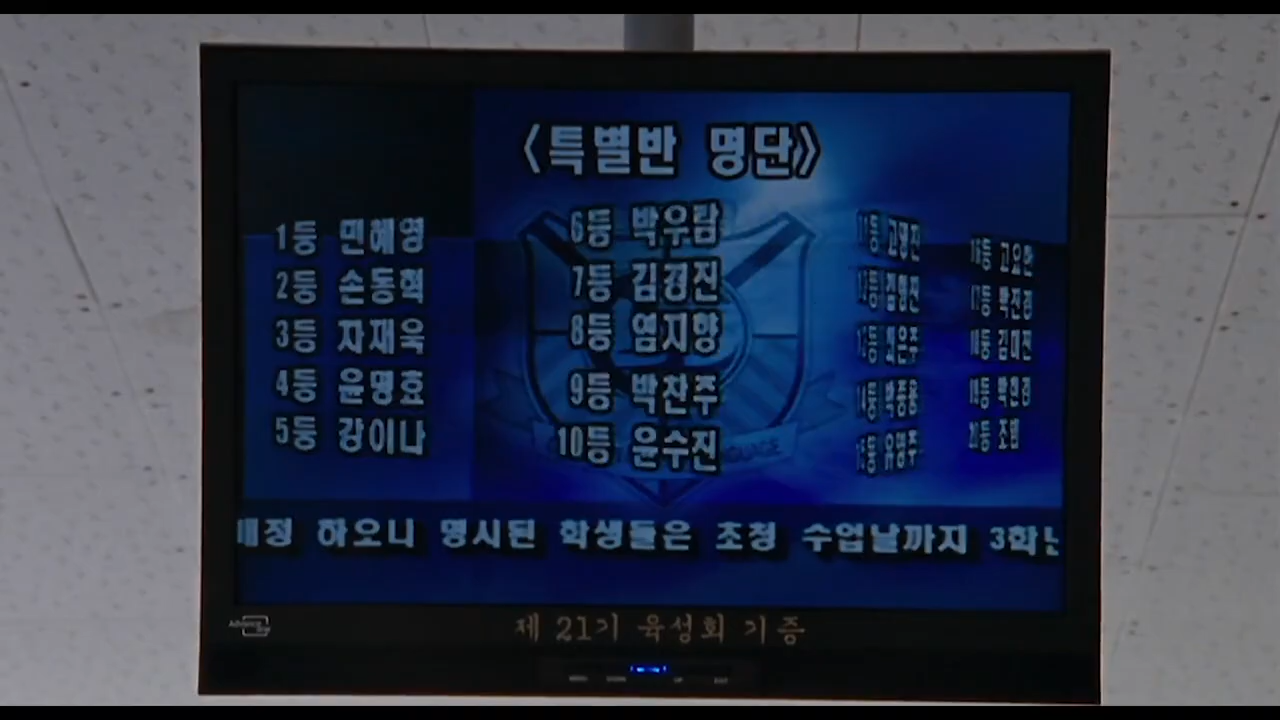 <특별반 명단>
1등 민혜영
2등 손동혁
3등 차재욱
4등 윤명효
5등 강이나
6등 박우람
7등 김경진
8등 염지향
9등 박찬주
10등 윤수진
11등 고명진
12등
13등 최은주
14등 박종웅
15등 유영주
16등 고요한
17등 박진경
18등 김대진
19등 박현경
20등 조범
배정 하오니 명시된 학생들은 초청 수업날까지 3학년
제 21기 육성회 기증